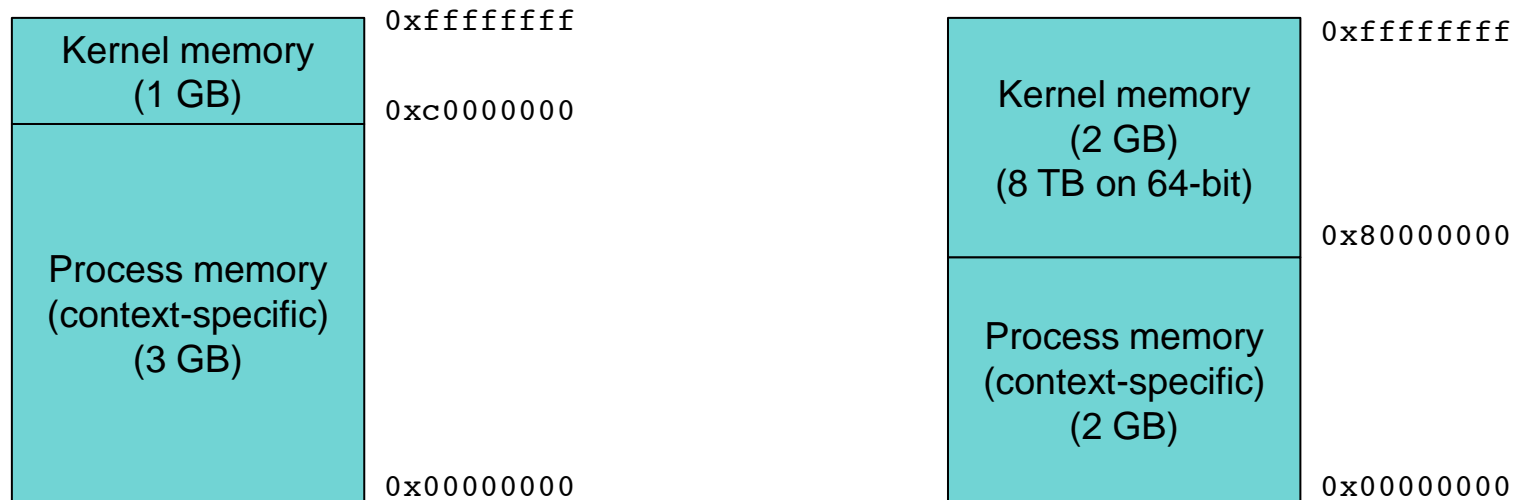 Kernel memory
(1 GB)
Process memory
(context-specific)
(3 GB)
0xffffffff
0xc0000000
0x00000000
Kernel memory
(2 GB)
(8 TB on 64-bit)
Process memory
(context-specific)
(2 GB)
0xffffffff
0x80000000
0x00000000